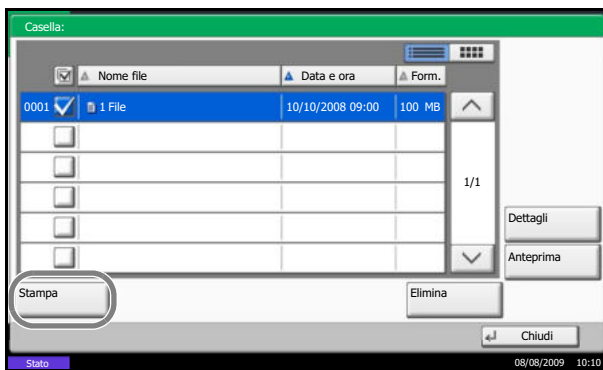 Casella:
Nome file Data e ora Form.
0001 1 File 10/10/2008 09:00 100 MB
1/1
Dettagli
Anteprima
Stampa Elimina
Chiudi
Stato 08/08/2009 10:10